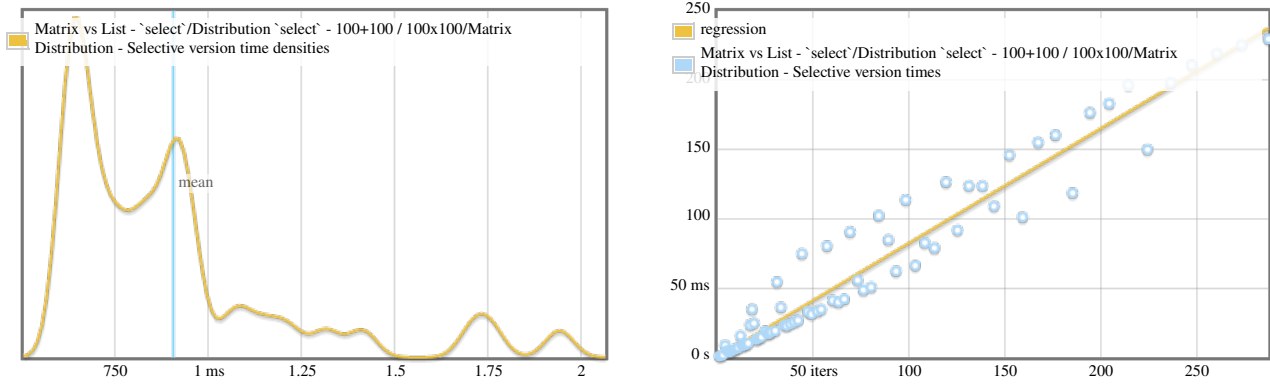 Matrix vs List - `select`/Distribution `select` - 100+100 / 100x100/Matrix
Distribution - Selective version time densities
mean
750
1 ms
1.25
1.5
1.75
2
250
regression
Matrix vs List - `select`/Distribution `select` - 100+100 / 100x100/Matrix
Distribution - Selective version times
200
150
100
50 ms
0 s
50 iters
100
150
200
250